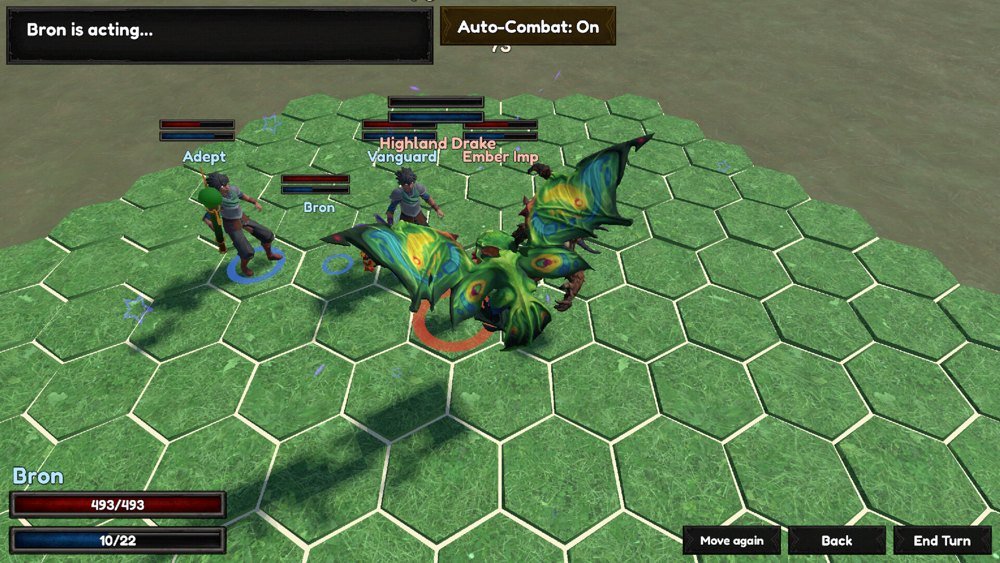 Bron is acting...
Auto-Combat: On
73
Highland Drake
Adept
Vanguard
Ember Imp
Bron
Bron
493/493
10/22
Move again
Back
End Turn